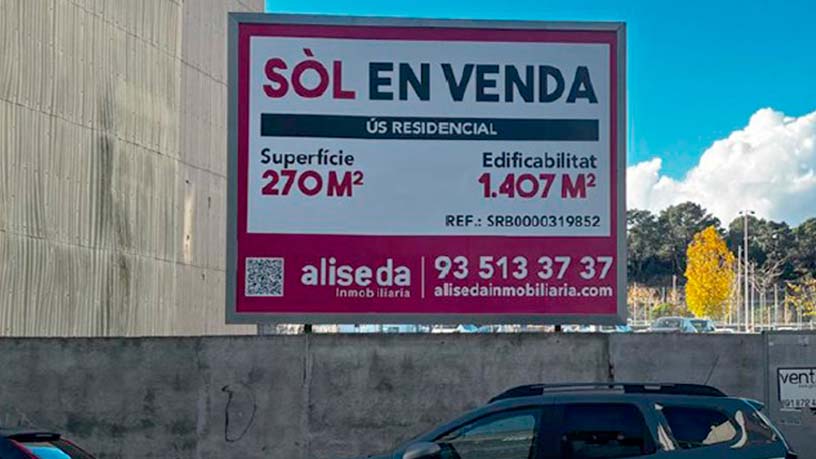 SÒL EN VENDA
ÚS RESIDENCIAL
Superfície
270 M²
Edificabilitat
1.407 M²
REF.: SRB0000319852
aliseda
Inmobiliaria
93 513 37 37
alisedainmobiliaria.com